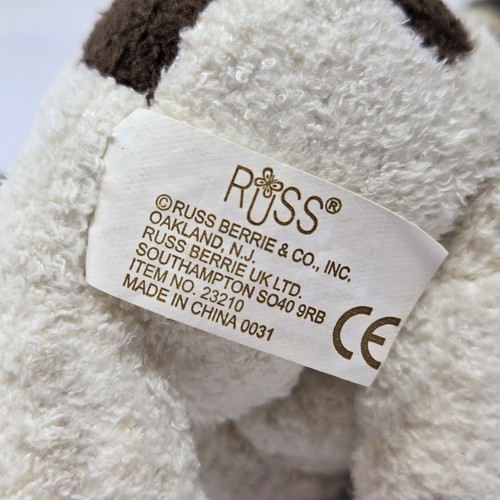 RUSS®
©RUSS BERRIE & CO., INC.
OAKLAND, N.J.
RUSS BERRIE UK LTD.
SOUTHAMPTON SO40 9RB
ITEM NO. 23210
MADE IN CHINA 0031
CE